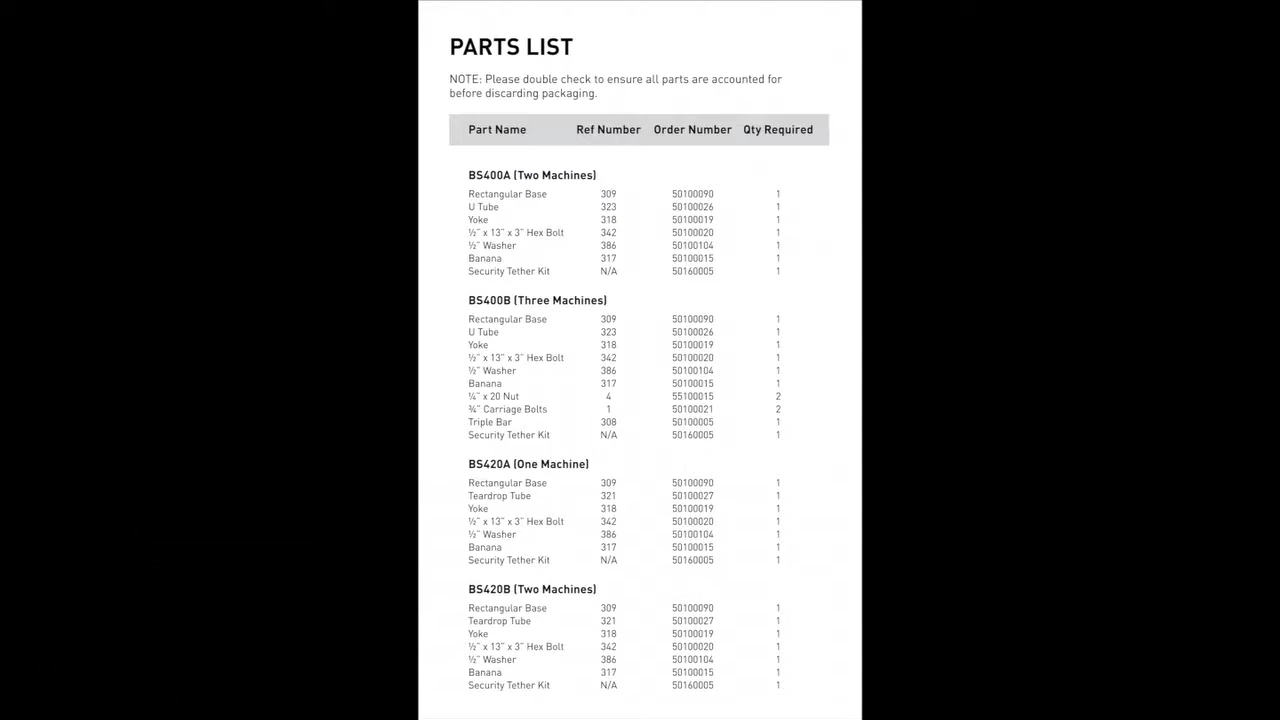 PARTS LIST
NOTE: Please double check to ensure all parts are accounted for
before discarding packaging.
Part Name Ref Number Order Number Qty Required
BS400A (Two Machines)
Rectangular Base 309 50100090 1
U Tube 323 50100026 1
Yoke 318 50100019 1
½” x 13” x 3” Hex Bolt 342 50100020 1
½” Washer 386 50100104 1
Banana 317 50100015 1
Security Tether Kit N/A 50160005 1
BS400B (Three Machines)
Rectangular Base 309 50100090 1
U Tube 323 50100026 1
Yoke 318 50100019 1
½” x 13” x 3” Hex Bolt 342 50100020 1
½” Washer 386 50100104 1
Banana 317 50100015 1
¼” x 20 Nut 4 55100015 2
¾” Carriage Bolts 1 50100021 2
Triple Bar 308 50100005 1
Security Tether Kit N/A 50160005 1
BS420A (One Machine)
Rectangular Base 309 50100090 1
Teardrop Tube 321 50100027 1
Yoke 318 50100019 1
½” x 13” x 3” Hex Bolt 342 50100020 1
½” Washer 386 50100104 1
Banana 317 50100015 1
Security Tether Kit N/A 50160005 1
BS420B (Two Machines)
Rectangular Base 309 50100090 1
Teardrop Tube 321 50100027 1
Yoke 318 50100019 1
½” x 13” x 3” Hex Bolt 342 50100020 1
½” Washer 386 50100104 1
Banana 317 50100015 1
Security Tether Kit N/A 50160005 1